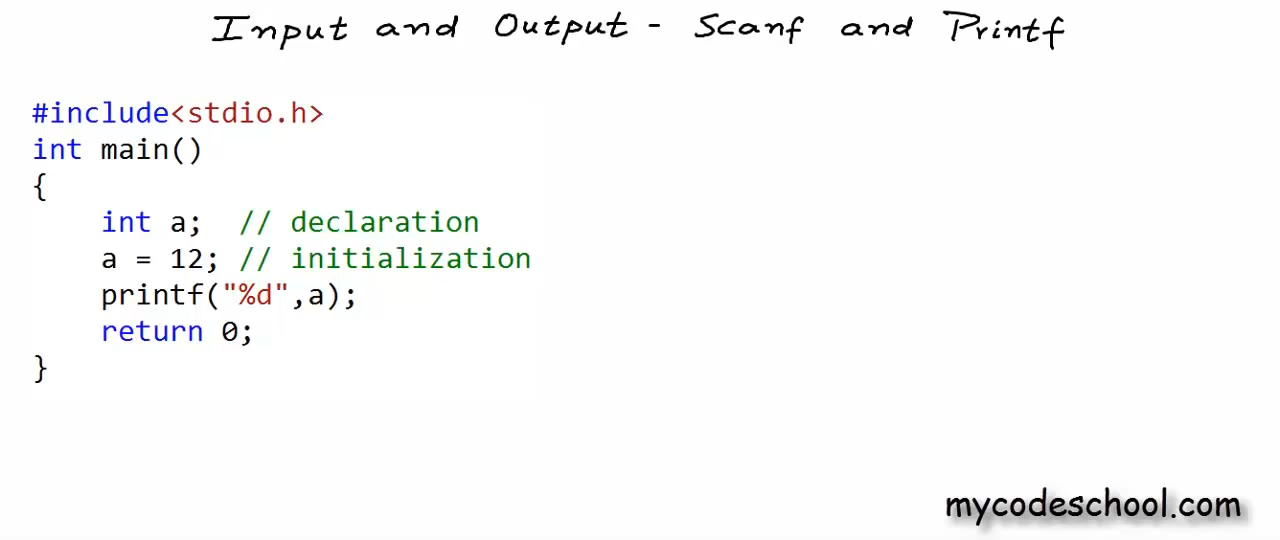 Input and Output - Scanf and Printf
#include<stdio.h>
int main()
{
    int a;  // declaration
    a = 12; // initialization
    printf("%d",a);
    return 0;
}
mycodeschool.com